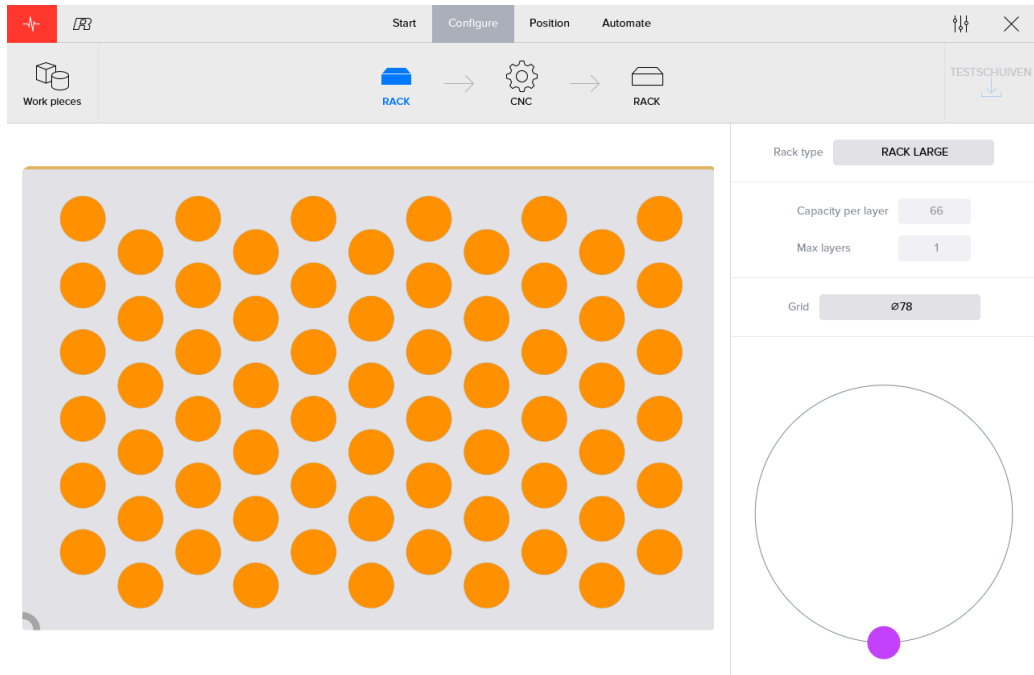 Start Configure Position Automate
Work pieces
RACK CNC RACK
TESTSCHUIVEN
Rack type RACK LARGE
Capacity per layer 66
Max layers 1
Grid ⌀78